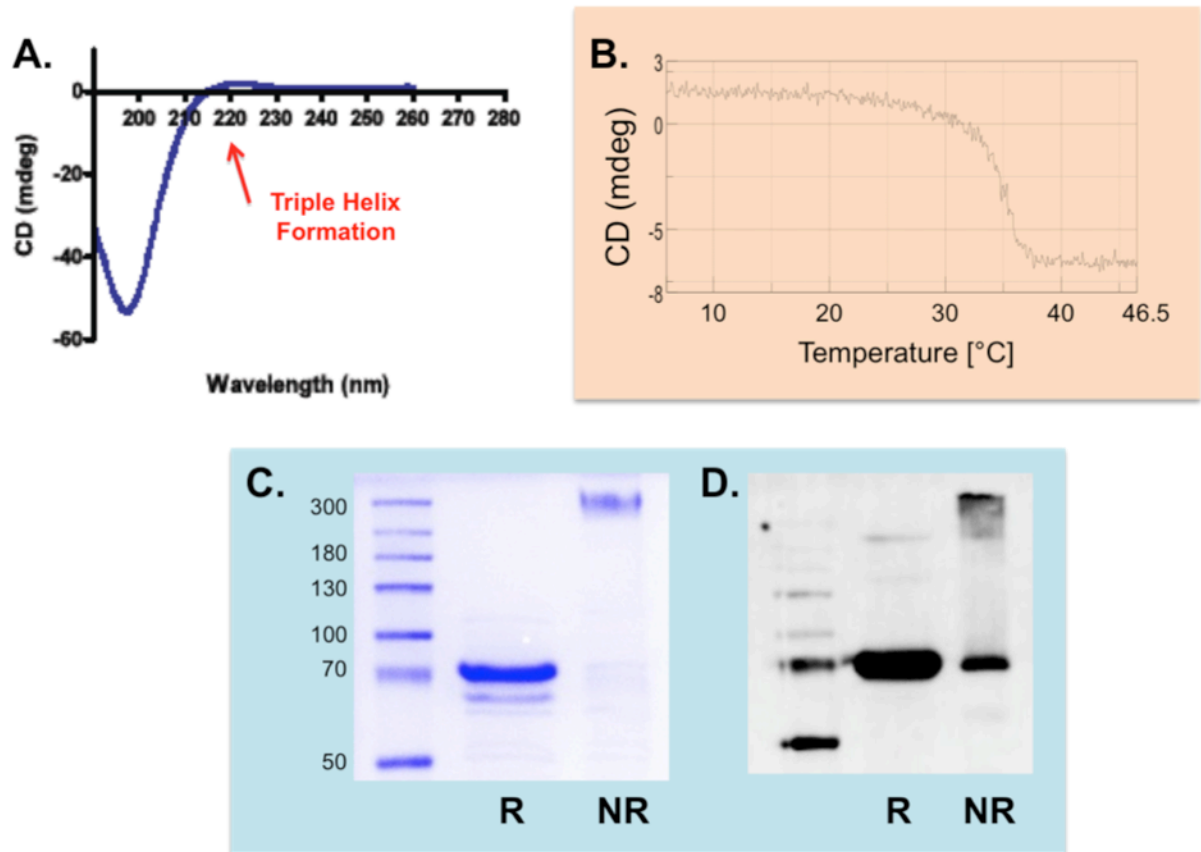 A.
0
200 210 220 230 240 250 260 270 280
-20
-40
-60
CD (mdeg)
Triple Helix
Formation
Wavelength (nm)
B.
3
0
-5
-8
CD (mdeg)
10 20 30 40 46.5
Temperature [°C]
C.
300
180
130
100
70
50
R NR
D.
R NR